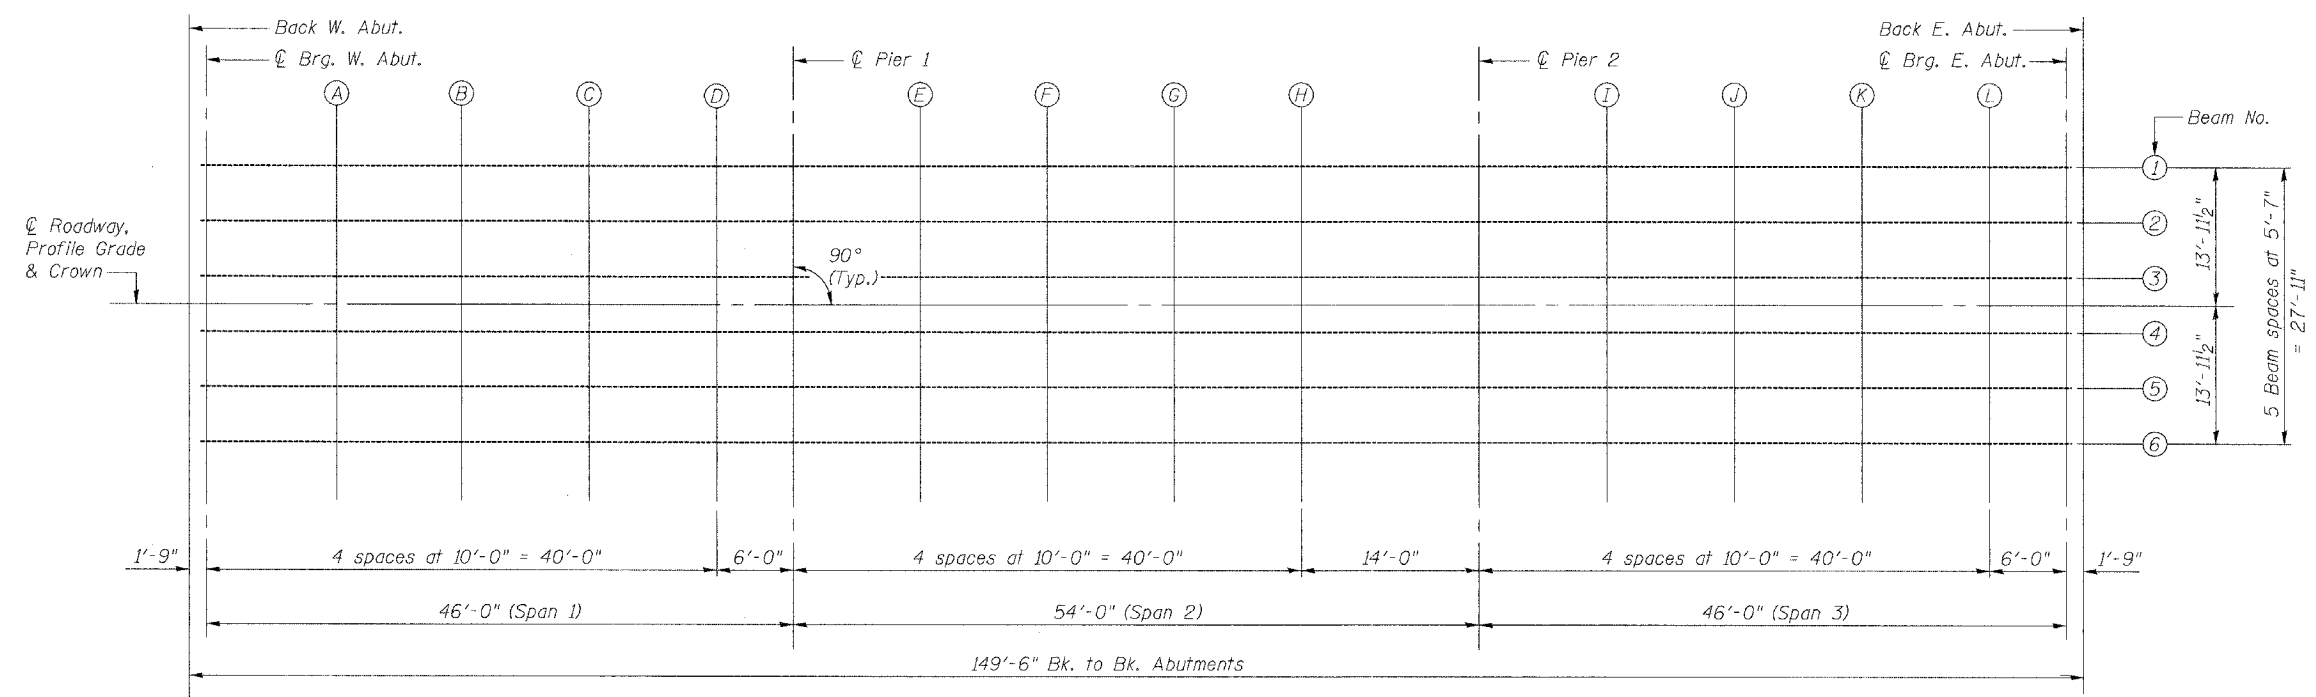 Back W. Abut.
Back E. Abut.
℄ Brg. W. Abut.
℄ Pier 1
℄ Pier 2
℄ Brg. E. Abut.
A
B
C
D
E
F
G
H
I
J
K
L
Beam No.
1
2
3
4
5
6
℄ Roadway,
Profile Grade
& Crown
90°
(Typ.)
13'-11½"
13'-11½"
5 Beam spaces at 5'-7"
= 27'-11"
1'-9"
4 spaces at 10'-0" = 40'-0"
6'-0"
4 spaces at 10'-0" = 40'-0"
14'-0"
4 spaces at 10'-0" = 40'-0"
6'-0"
1'-9"
46'-0" (Span 1)
54'-0" (Span 2)
46'-0" (Span 3)
149'-6" Bk. to Bk. Abutments